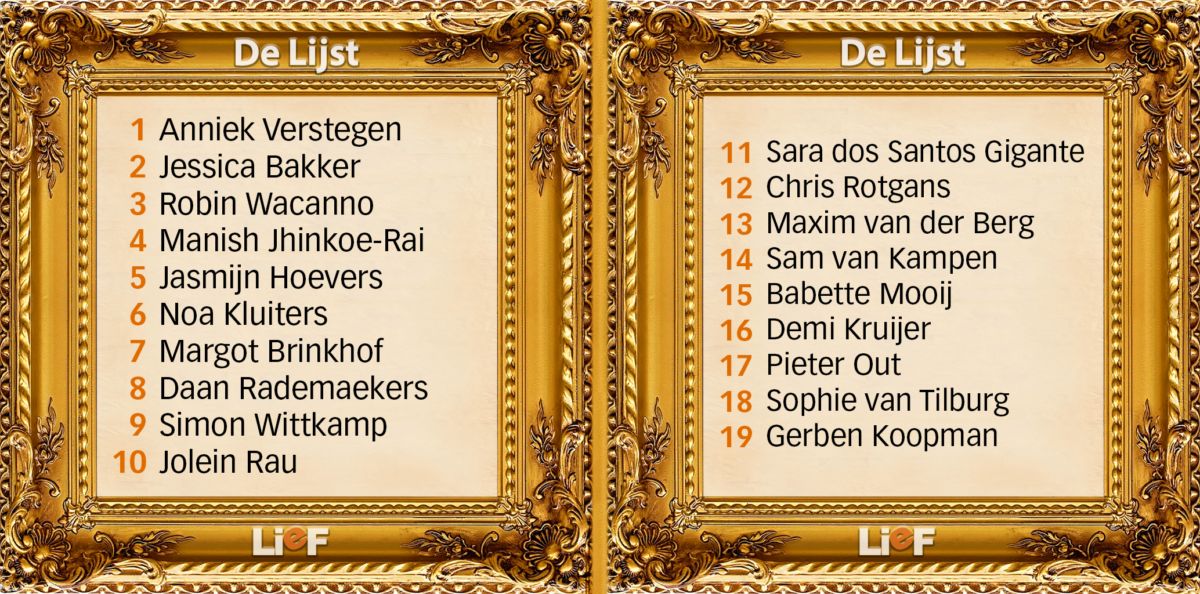 De Lijst
1 Anniek Verstegen
2 Jessica Bakker
3 Robin Wacanno
4 Manish Jhinkoe-Rai
5 Jasmijn Hoevers
6 Noa Kluiters
7 Margot Brinkhof
8 Daan Rademaekers
9 Simon Wittkamp
10 Jolein Rau
LieF
De Lijst
11 Sara dos Santos Gigante
12 Chris Rotgans
13 Maxim van der Berg
14 Sam van Kampen
15 Babette Mooij
16 Demi Kruijer
17 Pieter Out
18 Sophie van Tilburg
19 Gerben Koopman
LieF